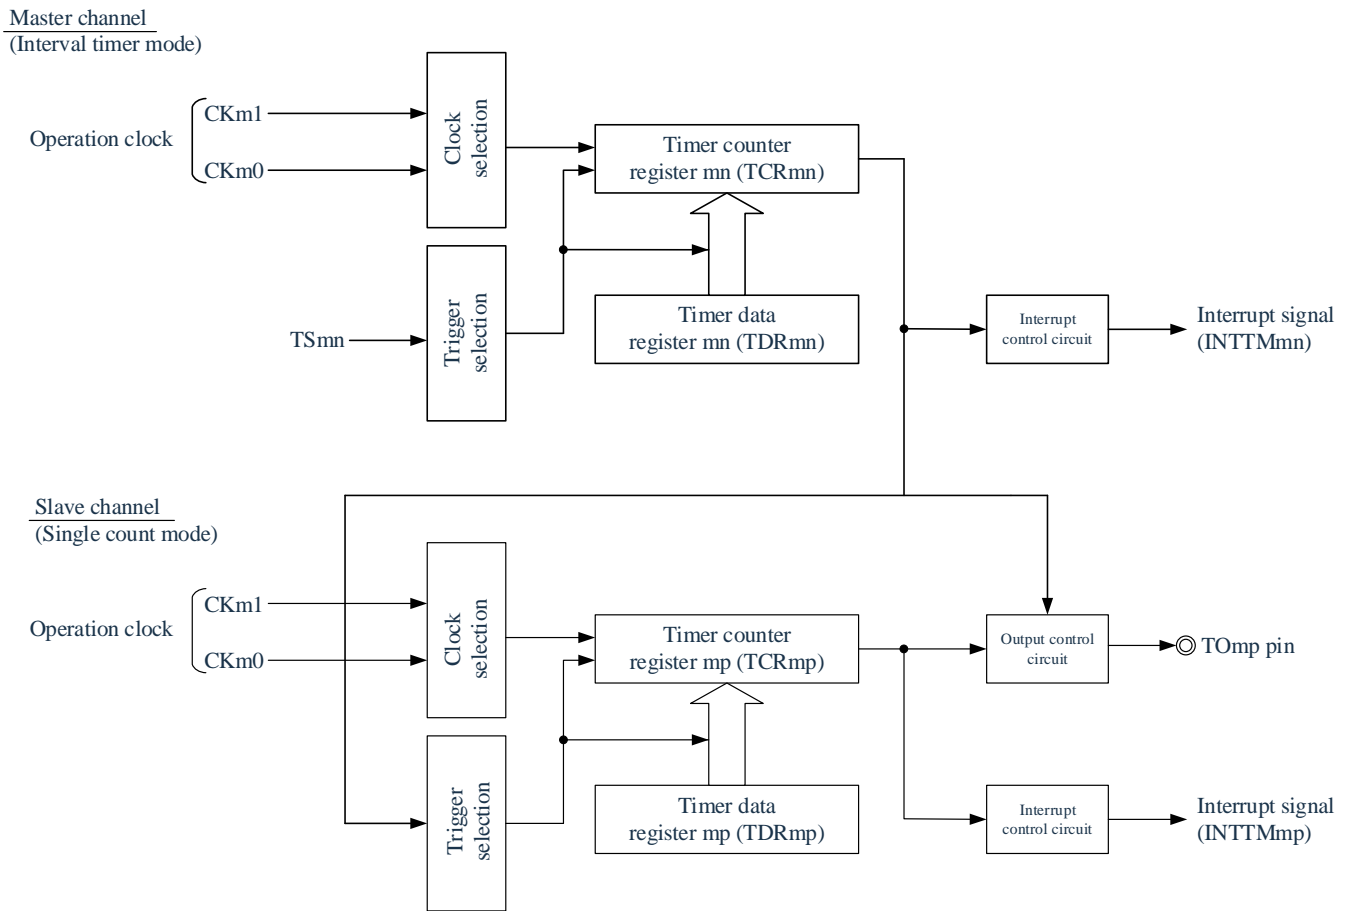 Master channel
(Interval timer mode)
Operation clock
CKm1
CKm0
Clock
selection
Timer counter
register mn (TCRmn)
TSmn
Trigger
selection
Timer data
register mn (TDRmn)
Interrupt
control circuit
Interrupt signal
(INTTMmn)
Slave channel
(Single count mode)
Operation clock
CKm1
CKm0
Clock
selection
Timer counter
register mp (TCRmp)
Output control
circuit
TOmp pin
Trigger
selection
Timer data
register mp (TDRmp)
Interrupt
control circuit
Interrupt signal
(INTTMmp)